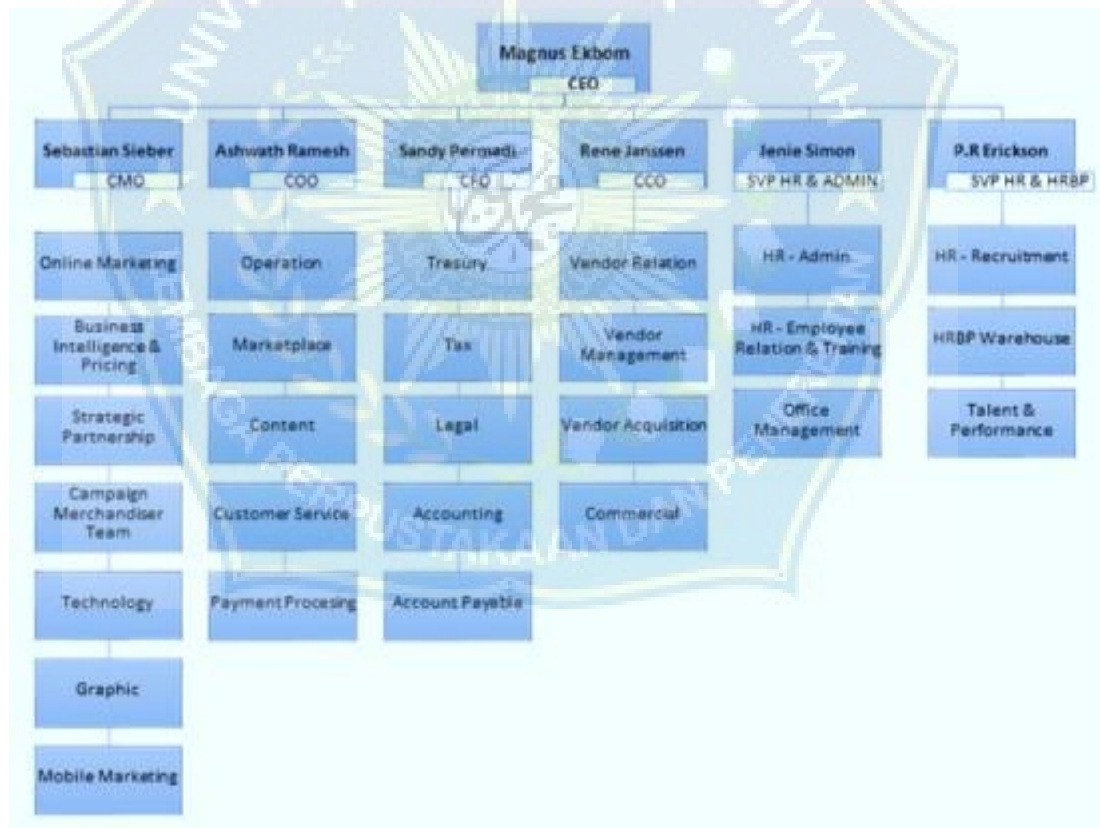 Magnus Ekbom
CEO
Sebastian Sieber
CMO
Ashwath Ramesh
COO
Sandy Permadi
CFO
Rene Janssen
CCO
Jenie Simon
SVP HR & ADMIN
P.R Erickson
SVP HR & HRBP
Online Marketing
Business
Intelligence &
Pricing
Strategic
Partnership
Campaign
Merchandiser
Team
Technology
Graphic
Mobile Marketing
Operation
Marketplace
Content
Customer Service
Payment Procesing
Tresury
Tax
Legal
Accounting
Account Payable
Vendor Relation
Vendor
Management
Vendor Acquisition
Commercial
HR - Admin
HR - Employee
Relation & Training
Office
Management
HR - Recruitment
HRBP Warehouse
Talent &
Performance